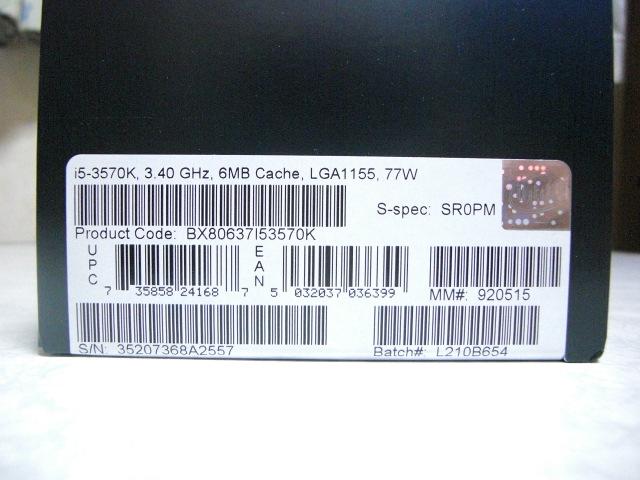 i5-3570K, 3.40 GHz, 6MB Cache, LGA1155, 77W
S-spec: SR0PM
Product Code: BX80637I53570K
UPC
7 35858 24168 7
EAN
5 032037 036399
MM#: 920515
S/N: 35207368A2557
Batch#: L210B654